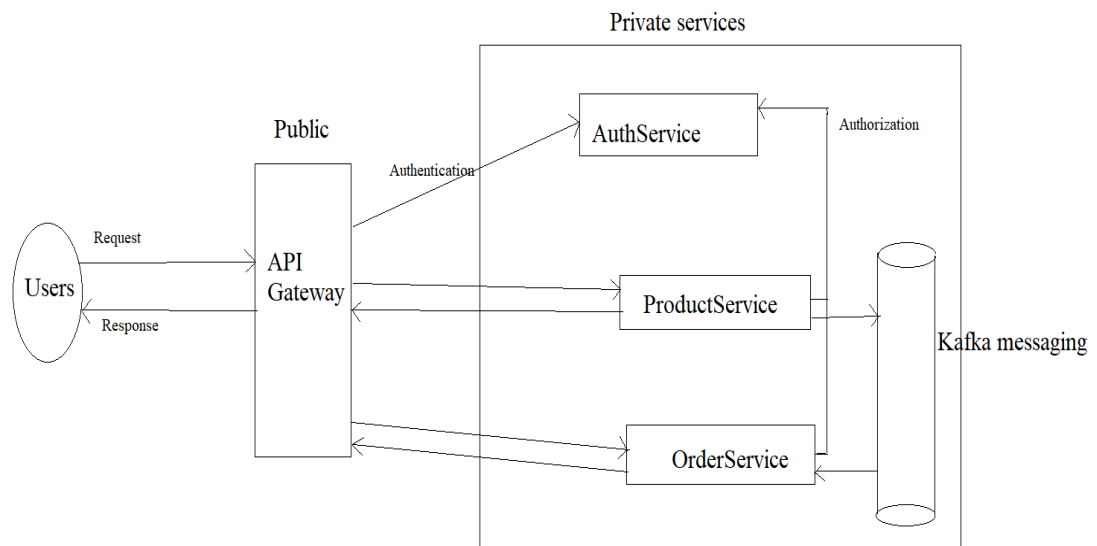 Private services
Public
AuthService
Authorization
Authentication
Request
Users
API
Gateway
Response
ProductService
Kafka messaging
OrderService